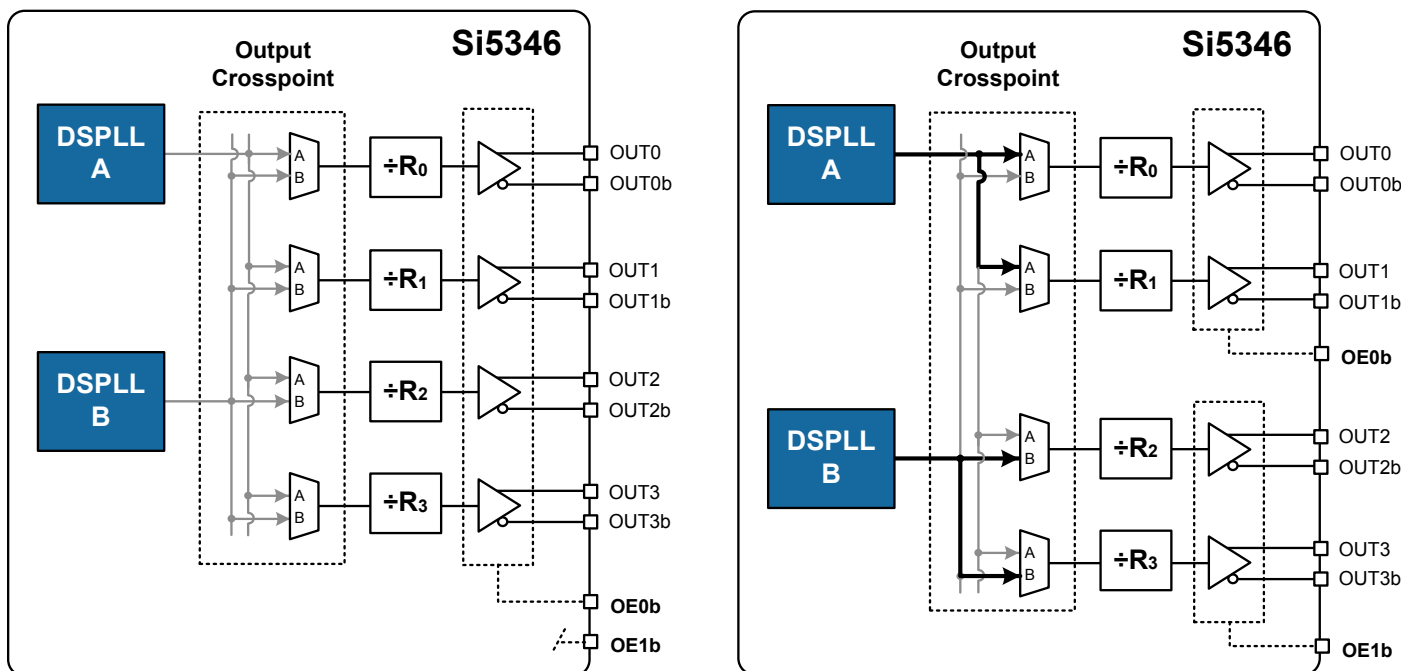 Si5346
Output
Crosspoint
DSPLL
A
A
B
÷R0
OUT0
OUT0b
A
B
÷R1
OUT1
OUT1b
DSPLL
B
A
B
÷R2
OUT2
OUT2b
A
B
÷R3
OUT3
OUT3b
OE0b
OE1b
Si5346
Output
Crosspoint
DSPLL
A
A
B
÷R0
OUT0
OUT0b
A
B
÷R1
OUT1
OUT1b
OE0b
DSPLL
B
A
B
÷R2
OUT2
OUT2b
A
B
÷R3
OUT3
OUT3b
OE1b